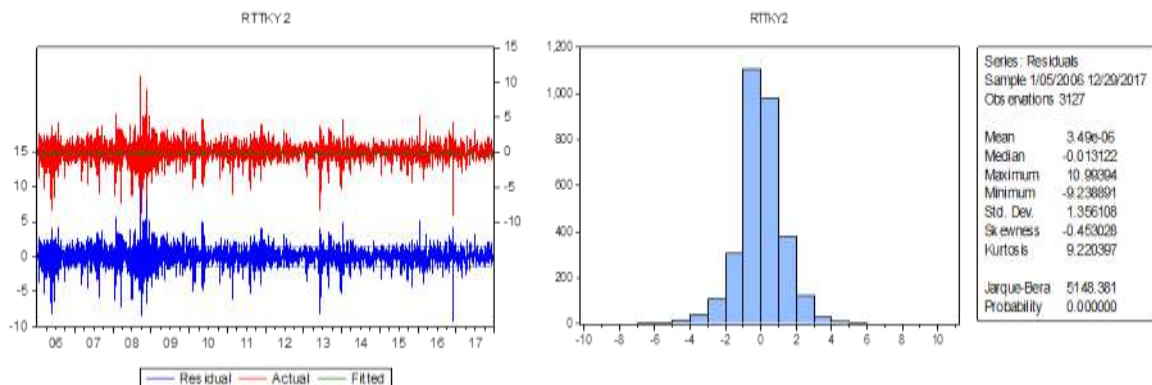 RTTKY2
15
10
5
0
-5
-10
15
10
5
0
-5
-10
06 07 08 09 10 11 12 13 14 15 16 17
Residual Actual Fitted
RTTKY2
1,200
1,000
800
600
400
200
0
-10 -8 -6 -4 -2 0 2 4 6 8 10
Series: Residuals
Sample 1/05/2006 12/29/2017
Observations 3127
Mean 3.49e-06
Median -0.013122
Maximum 10.99394
Minimum -9.238891
Std. Dev. 1.356108
Skewness -0.453028
Kurtosis 9.220397
Jarque-Bera 5148.381
Probability 0.000000